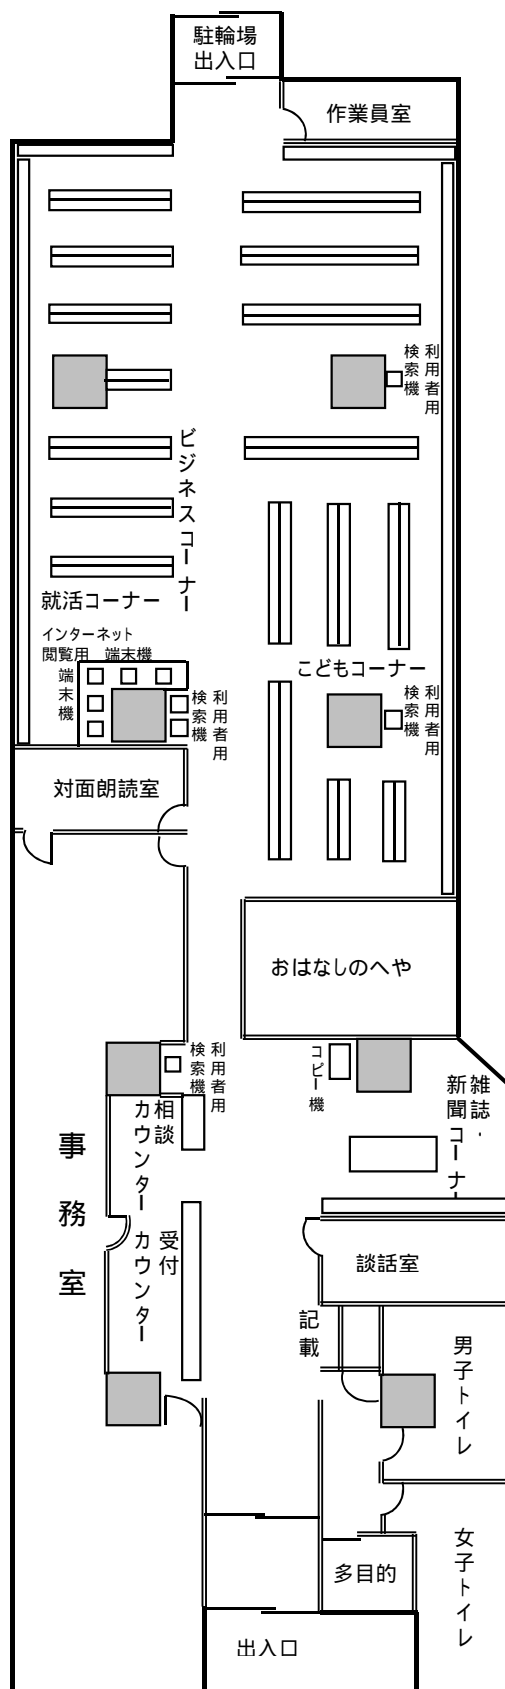 駐輪場
出入口
作業員室
利用者用
検索機
ビジネスコーナー
就活コーナー
インターネット
閲覧用　端末機
端末機
利用者用
検索機
こどもコーナー
利用者用
検索機
対面朗読室
おはなしのへや
利用者用
検索機
コピー機
雑誌・
新聞コーナー
相談
カウンター
事務室
受付
カウンター
談話室
記載
男子トイレ
女子トイレ
多目的
出入口